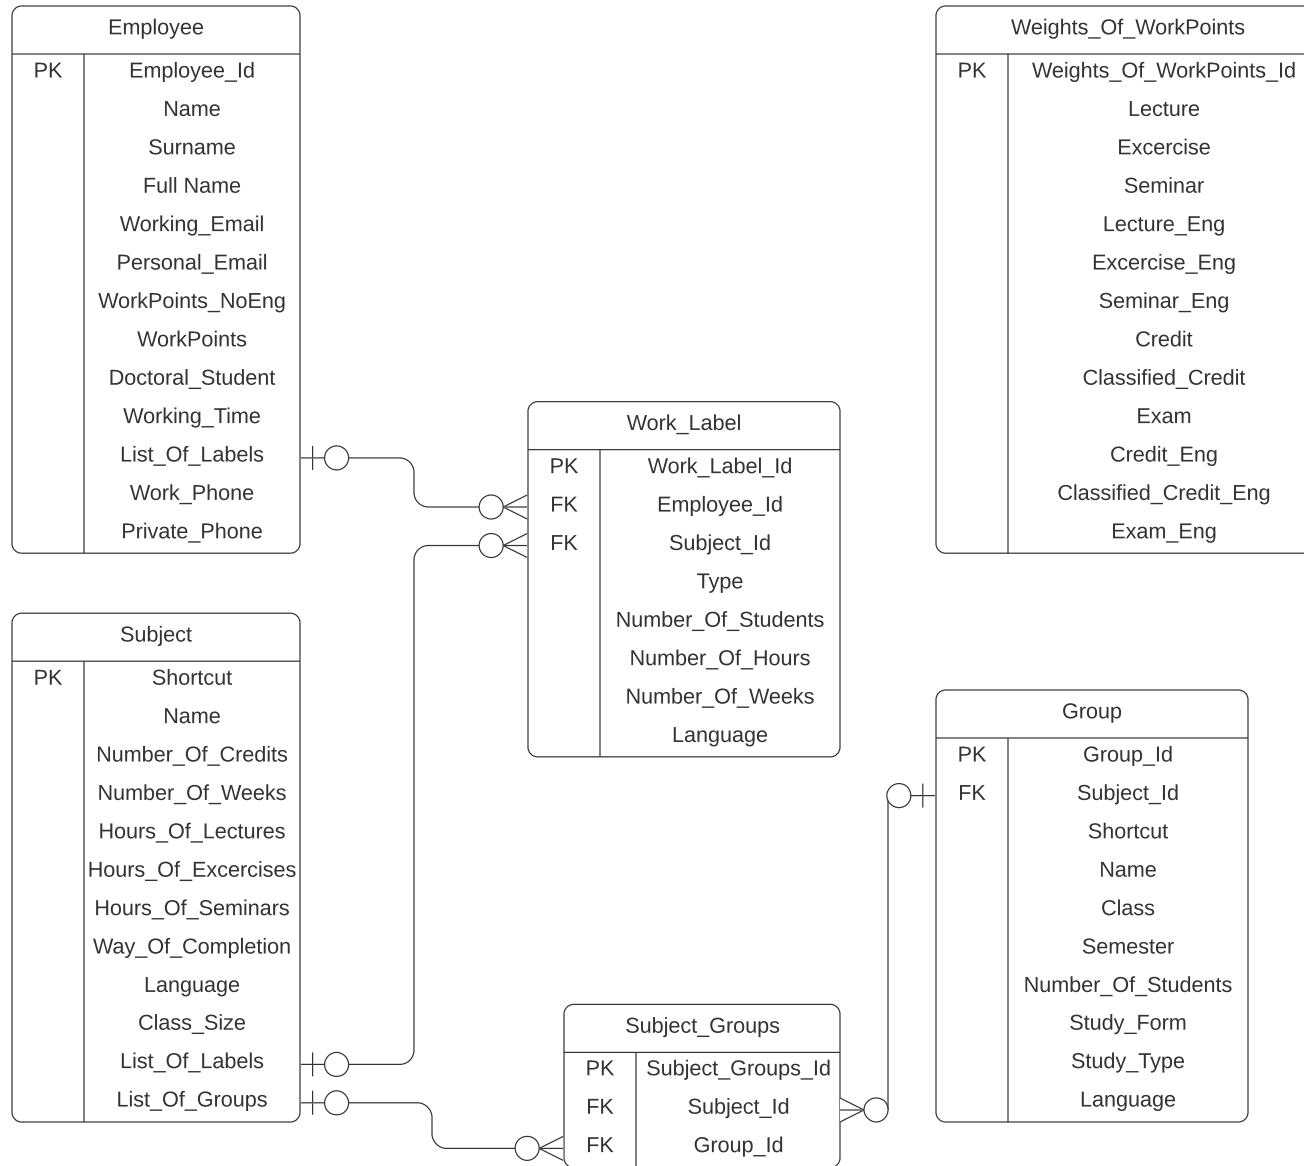 Employee
PK Employee_Id
Name
Surname
Full Name
Working_Email
Personal_Email
WorkPoints_NoEng
WorkPoints
Doctoral_Student
Working_Time
List_Of_Labels
Work_Phone
Private_Phone
Weights_Of_WorkPoints
PK Weights_Of_WorkPoints_Id
Lecture
Excercise
Seminar
Lecture_Eng
Excercise_Eng
Seminar_Eng
Credit
Classified_Credit
Exam
Credit_Eng
Classified_Credit_Eng
Exam_Eng
Work_Label
PK Work_Label_Id
FK Employee_Id
FK Subject_Id
Type
Number_Of_Students
Number_Of_Hours
Number_Of_Weeks
Language
Subject
PK Shortcut
Name
Number_Of_Credits
Number_Of_Weeks
Hours_Of_Lectures
Hours_Of_Excercises
Hours_Of_Seminars
Way_Of_Completion
Language
Class_Size
List_Of_Labels
List_Of_Groups
Group
PK Group_Id
FK Subject_Id
Shortcut
Name
Class
Semester
Number_Of_Students
Study_Form
Study_Type
Language
Subject_Groups
PK Subject_Groups_Id
FK Subject_Id
FK Group_Id